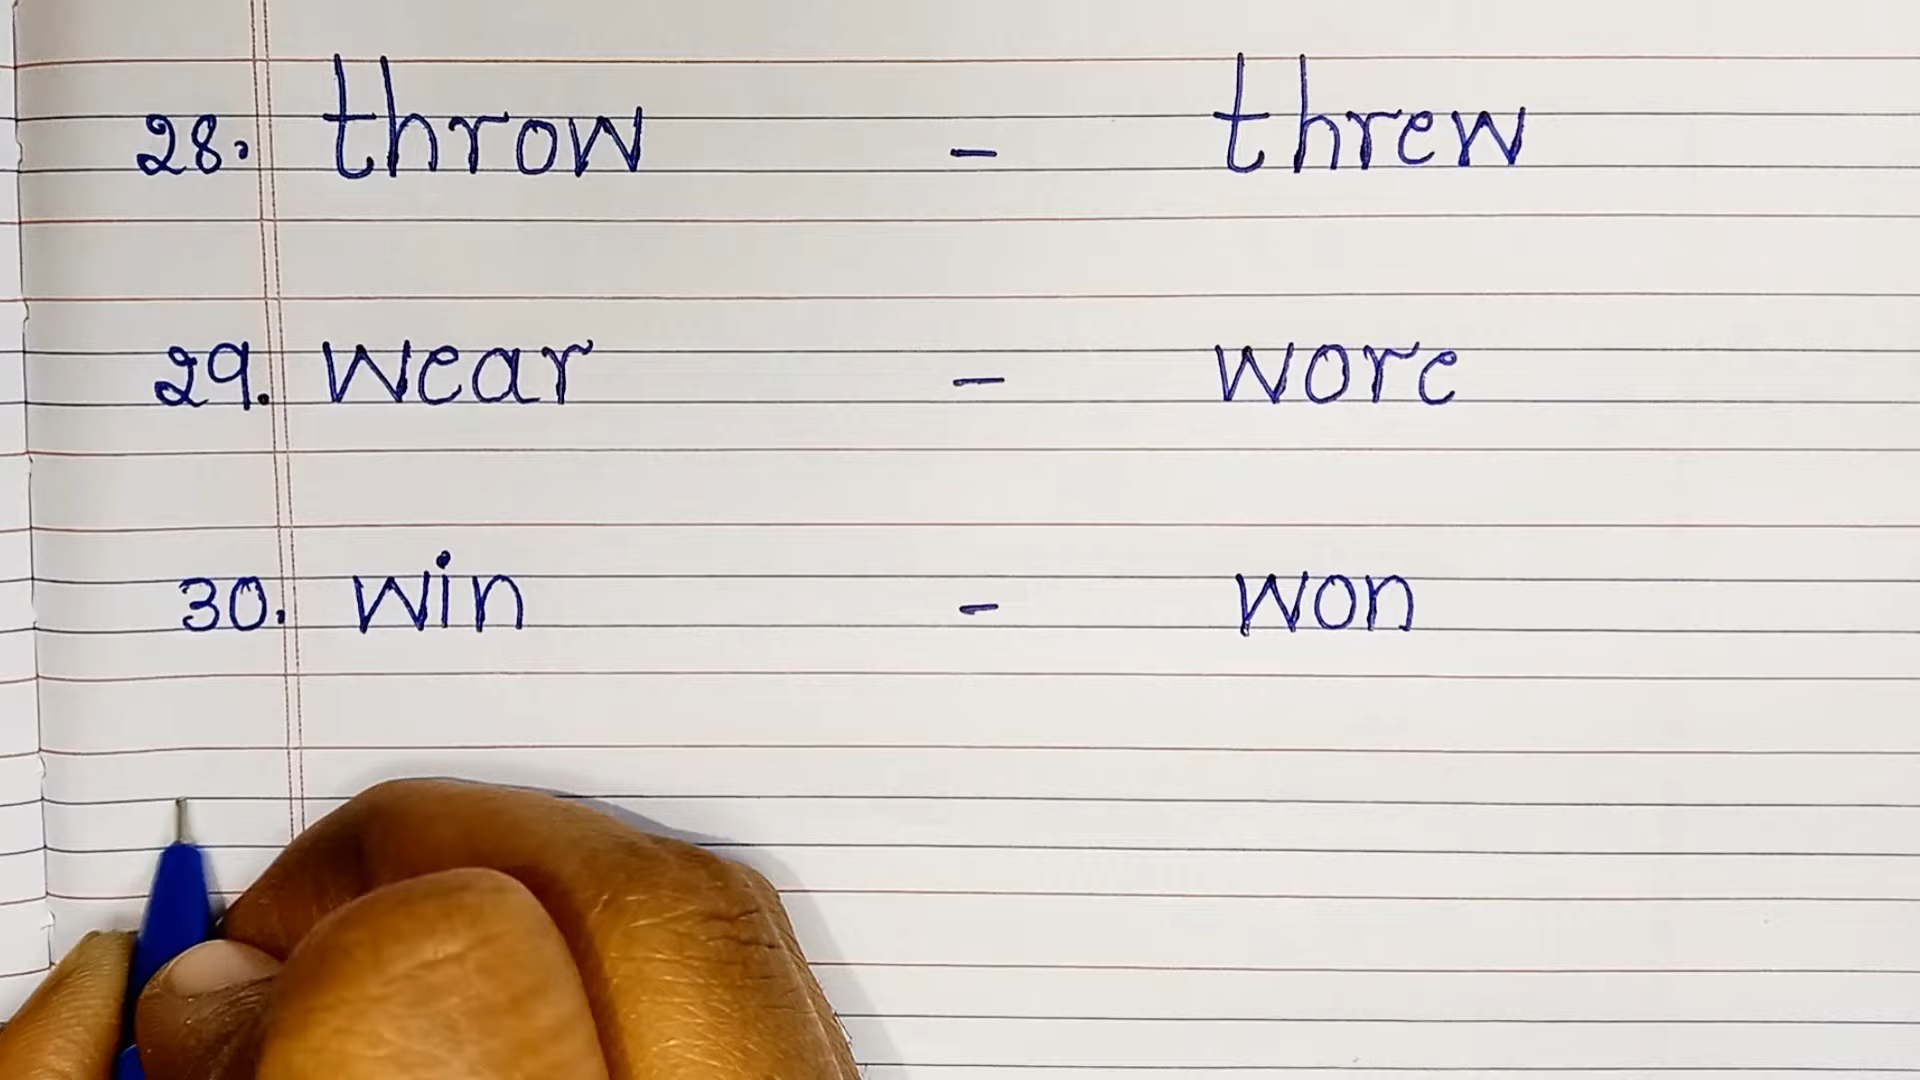 28. throw - threw
29. wear - wore
30. win - won